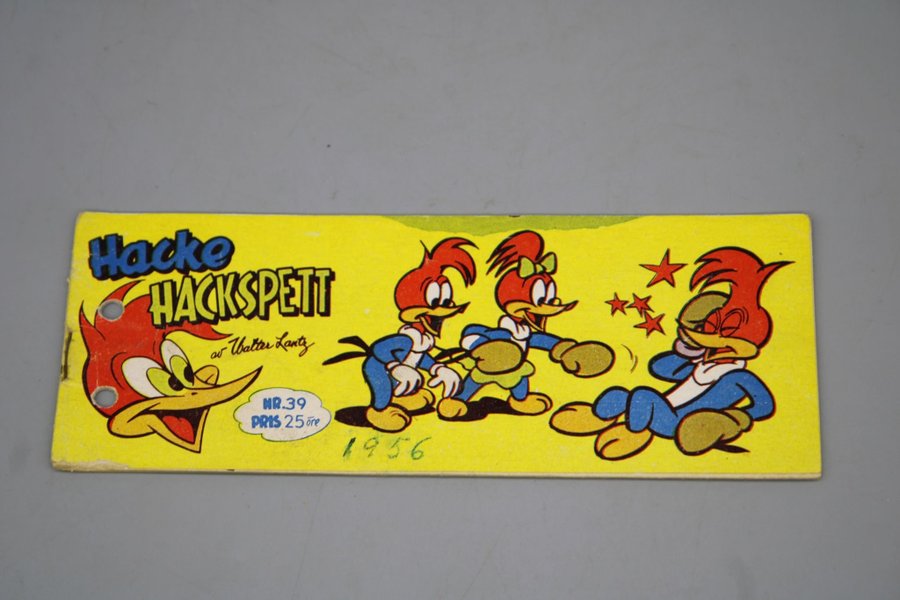 Hacke
HACKSPETT
av Walter Lantz
NR. 39
PRIS 25 öre
1956